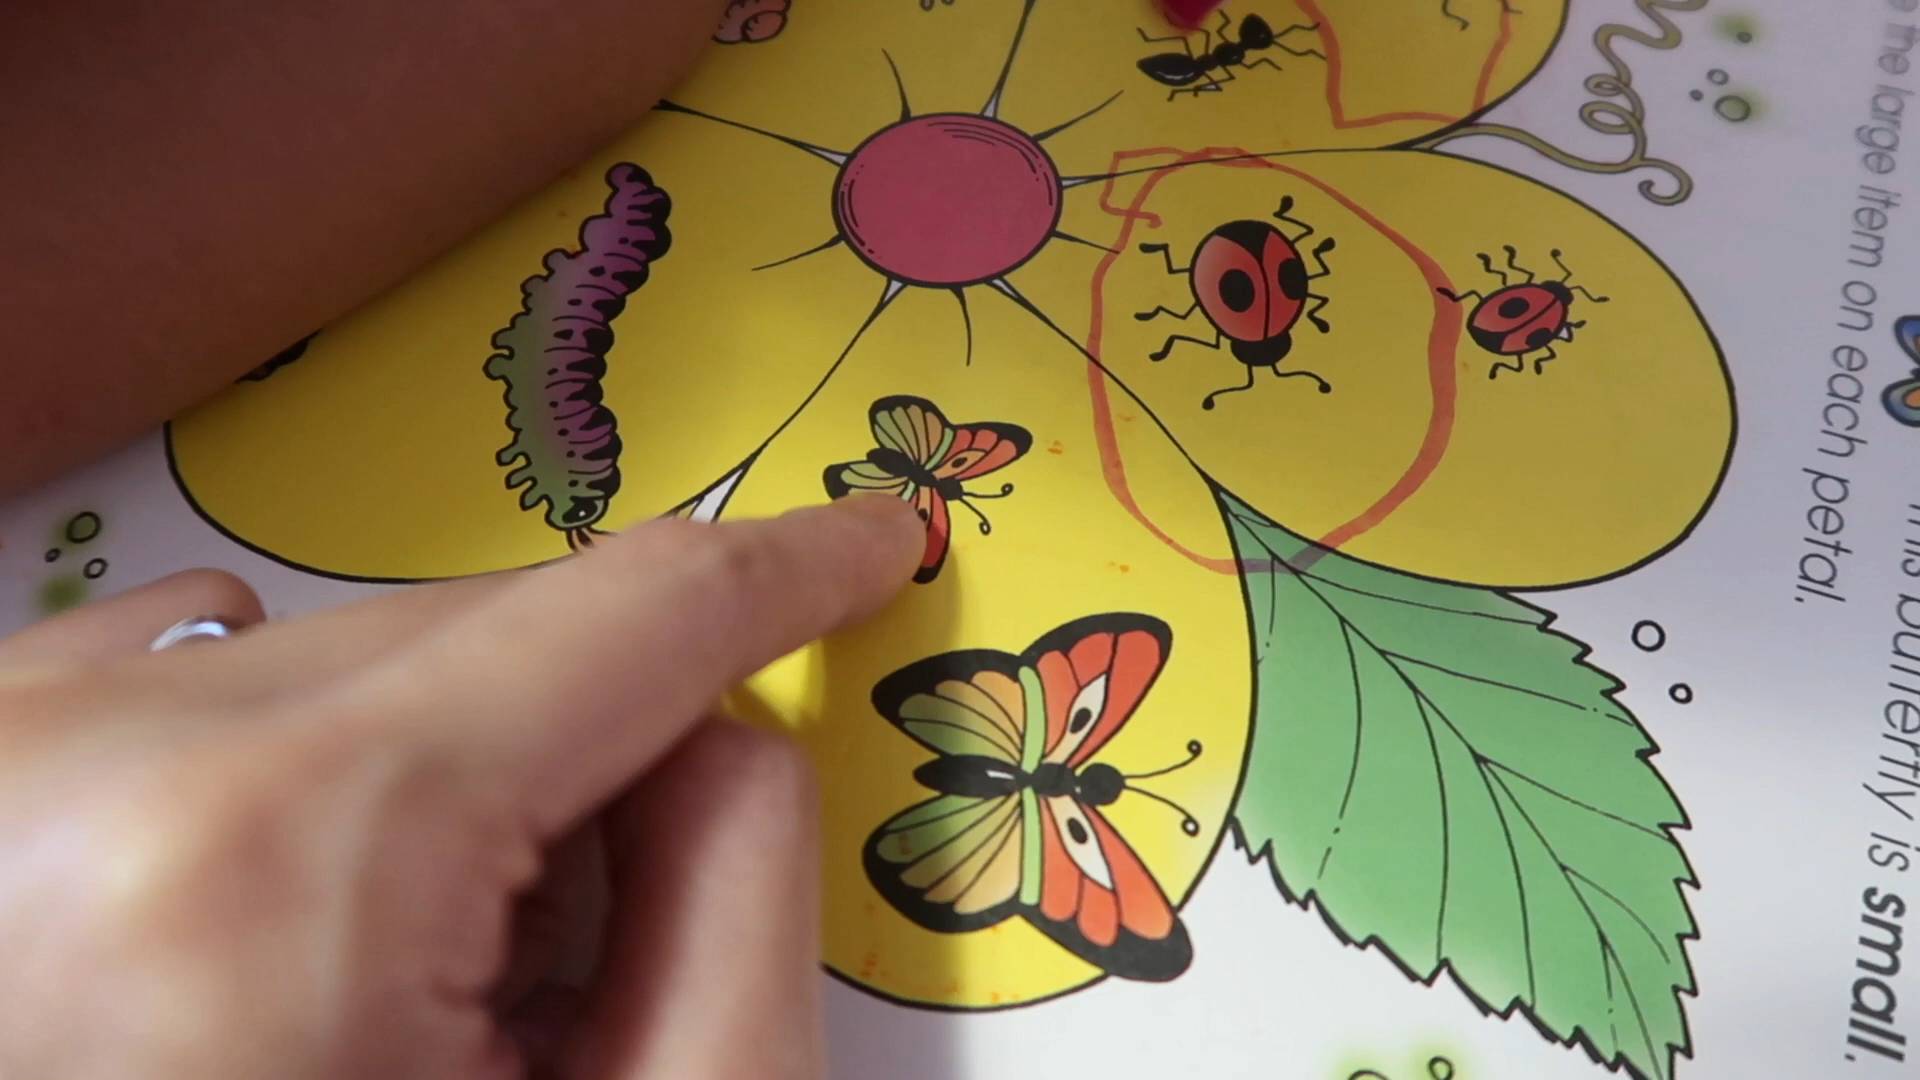 This butterfly is small.
the large item on each petal.